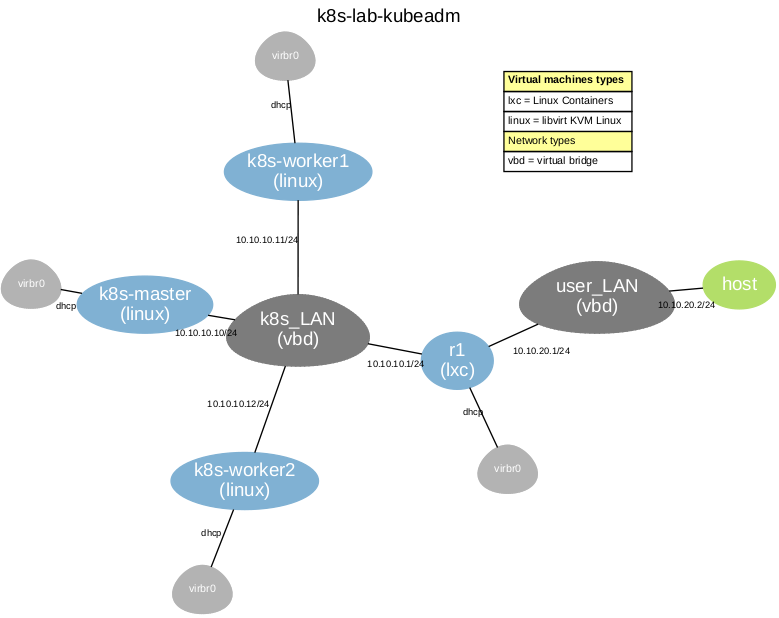 k8s-lab-kubeadm
virbr0
Virtual machines types
lxc = Linux Containers
linux = libvirt KVM Linux
Network types
vbd = virtual bridge
dhcp
k8s-worker1
(linux)
10.10.10.11/24
virbr0
dhcp
k8s-master
(linux)
10.10.10.10/24
k8s_LAN
(vbd)
user_LAN
(vbd)
host
10.10.20.2/24
10.10.20.1/24
10.10.10.1/24
r1
(lxc)
dhcp
virbr0
10.10.10.12/24
k8s-worker2
(linux)
dhcp
virbr0